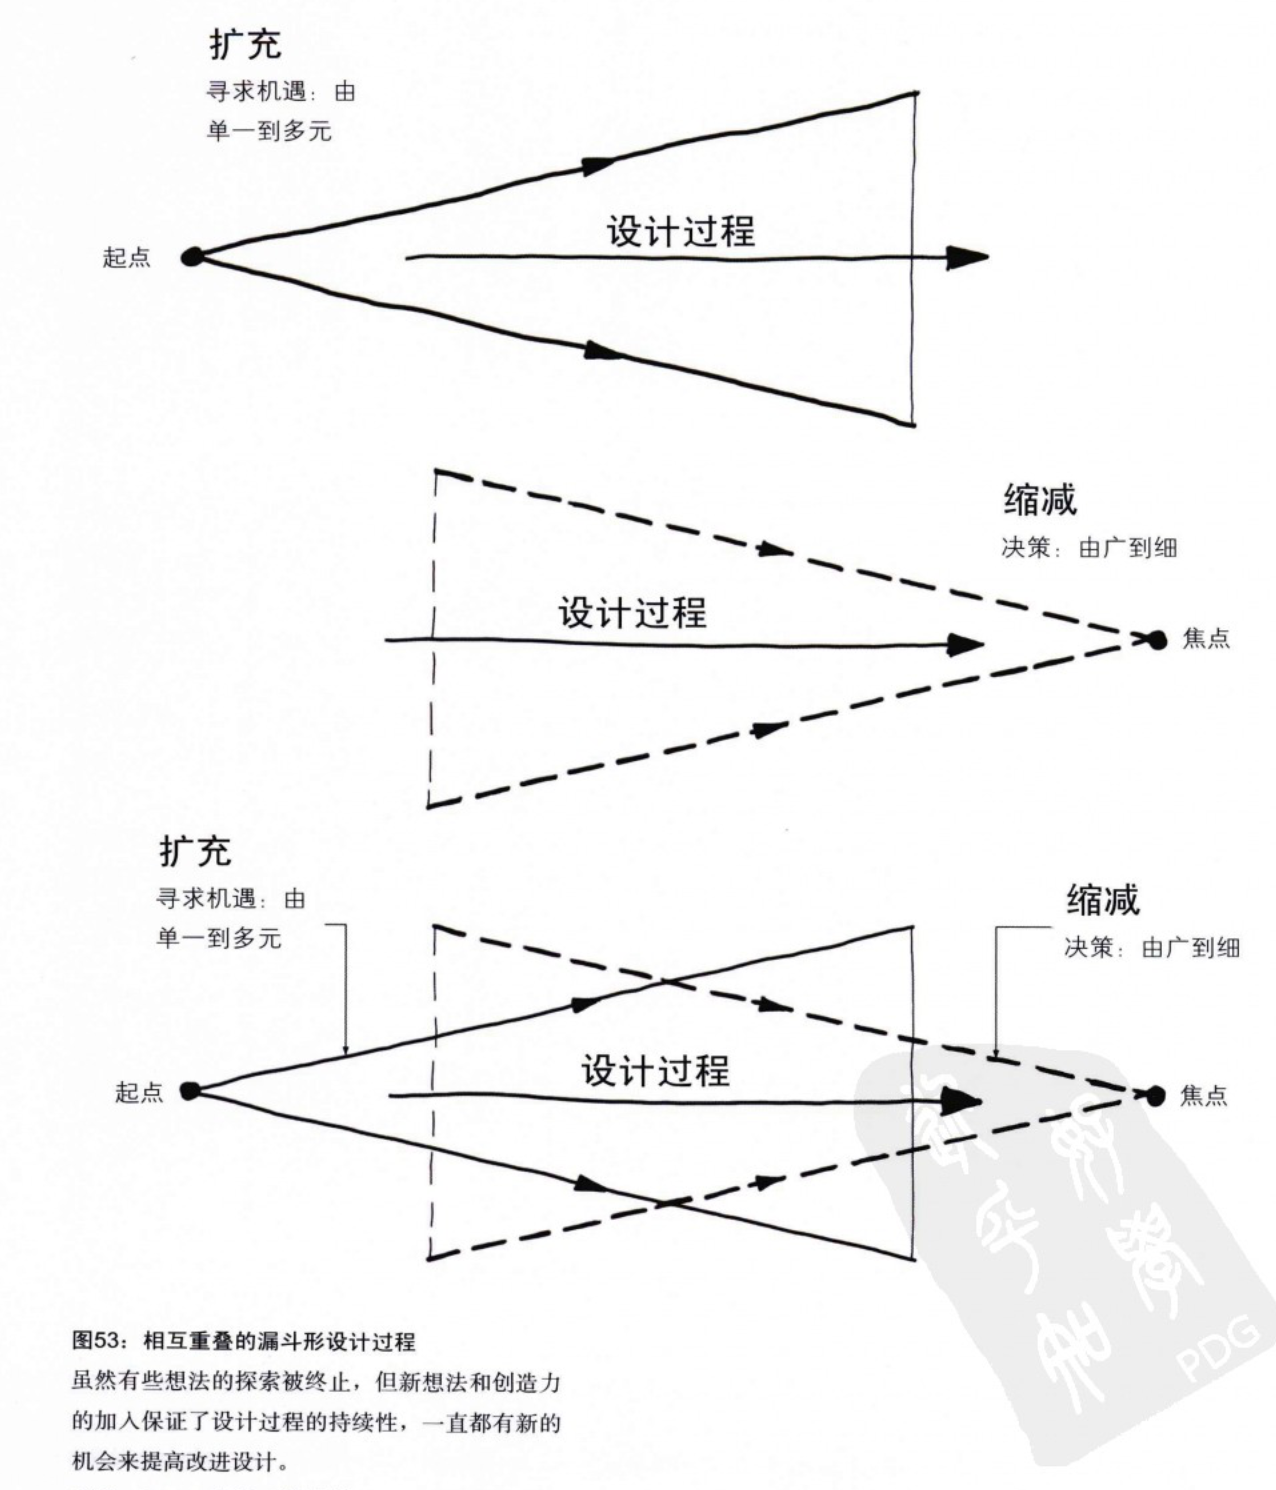 扩充
寻求机遇：由
单一到多元
起点
设计过程
缩减
决策：由广到细
设计过程
焦点
扩充
寻求机遇：由
单一到多元
缩减
决策：由广到细
设计过程
起点
焦点
PDG
图53：相互重叠的漏斗形设计过程
虽然有些想法的探索被终止，但新想法和创造力
的加入保证了设计过程的持续性，一直都有新的
机会来提高改进设计。